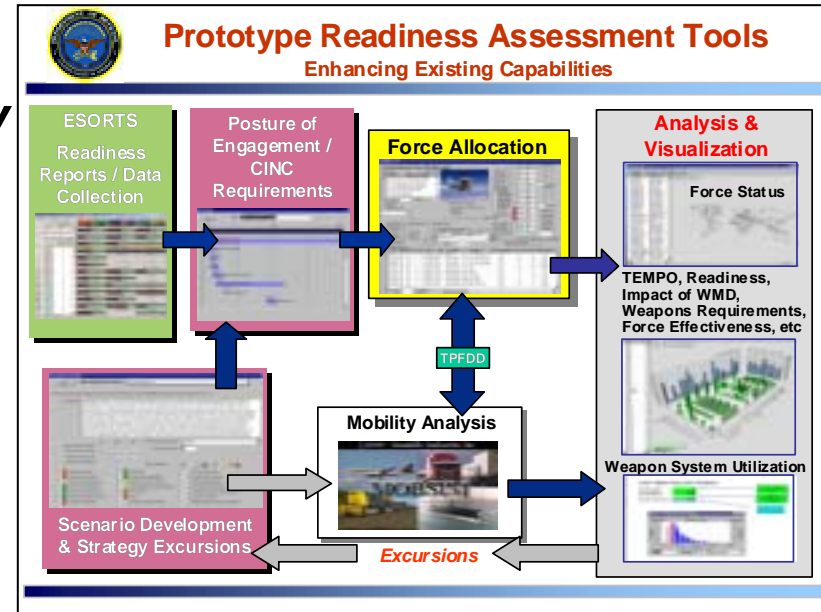 Prototype Readiness Assessment Tools
Enhancing Existing Capabilities
ESORTS
Readiness
Reports / Data
Collection
Posture of
Engagement /
CINC
Requirements
Force Allocation
Analysis &
Visualization
Force Status
TEMPO, Readiness,
Impact of WMD,
Weapons Requirements,
Force Effectiveness, etc
TPFDD
Mobility Analysis
Weapon System Utilization
Scenario Development
& Strategy Excursions
Excursions